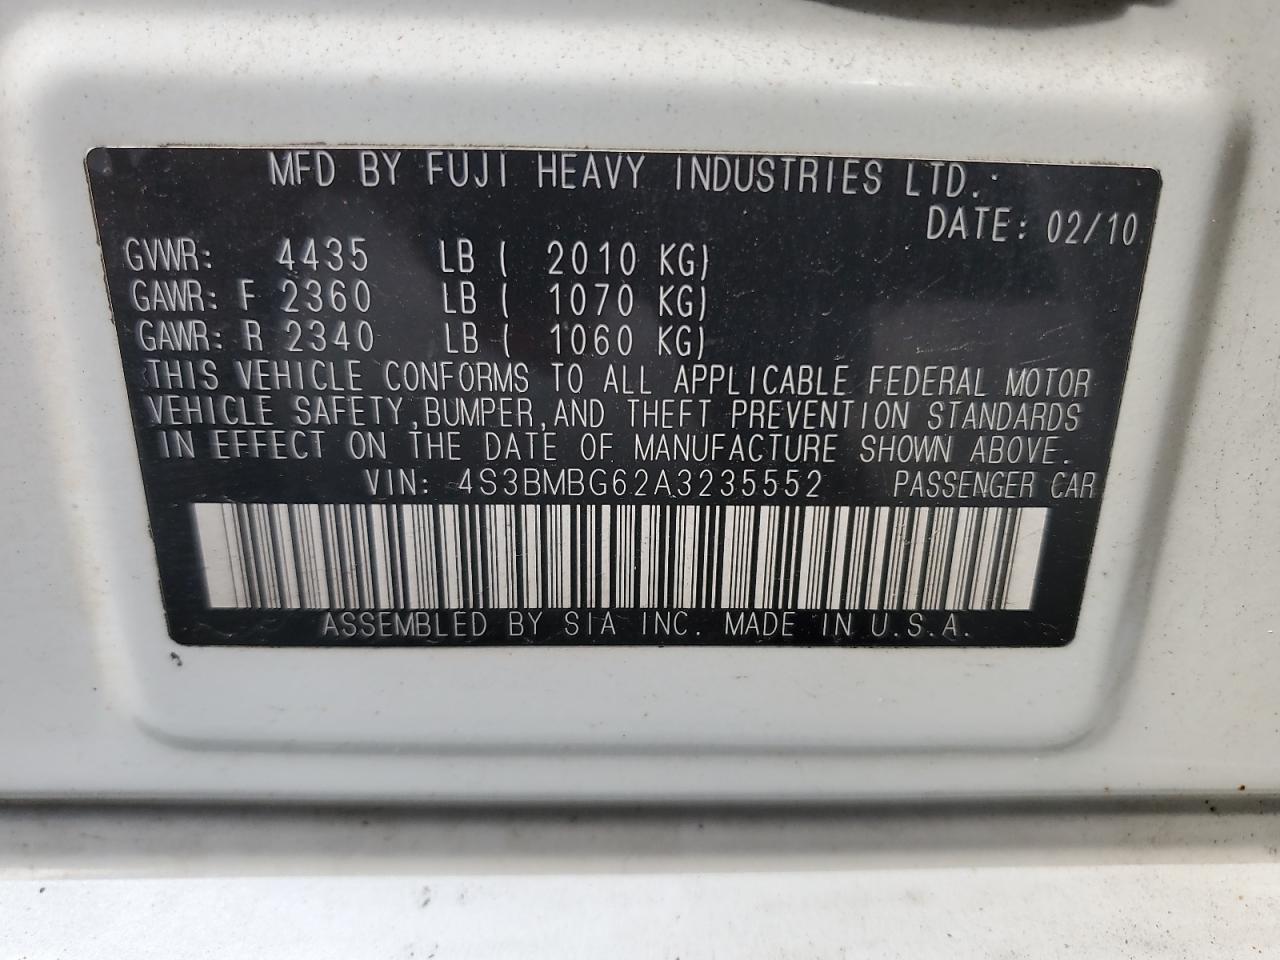 MFD BY FUJI HEAVY INDUSTRIES LTD.
DATE: 02/10
GVWR: 4435 LB ( 2010 KG)
GAWR: F 2360 LB ( 1070 KG)
GAWR: R 2340 LB ( 1060 KG)
THIS VEHICLE CONFORMS TO ALL APPLICABLE FEDERAL MOTOR
VEHICLE SAFETY, BUMPER, AND THEFT PREVENTION STANDARDS
IN EFFECT ON THE DATE OF MANUFACTURE SHOWN ABOVE.
VIN: 4S3BMBG62A3235552 PASSENGER CAR
ASSEMBLED BY SIA INC. MADE IN U.S.A.